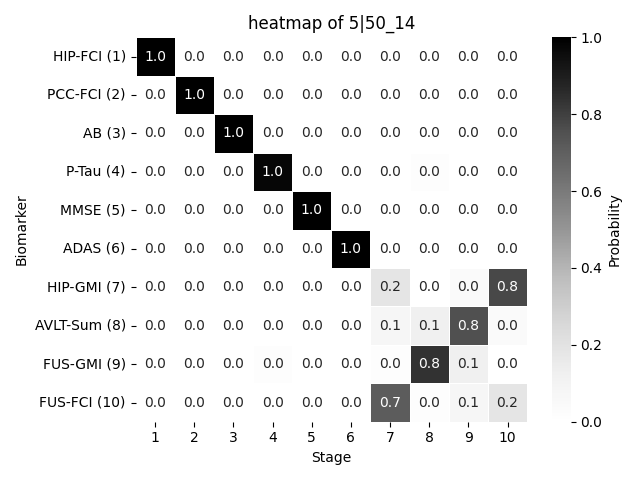 heatmap of 5|50_14
HIP-FCI (1) 1.0 0.0 0.0 0.0 0.0 0.0 0.0 0.0 0.0 0.0
PCC-FCI (2) 0.0 1.0 0.0 0.0 0.0 0.0 0.0 0.0 0.0 0.0
AB (3) 0.0 0.0 1.0 0.0 0.0 0.0 0.0 0.0 0.0 0.0
P-Tau (4) 0.0 0.0 0.0 1.0 0.0 0.0 0.0 0.0 0.0 0.0
MMSE (5) 0.0 0.0 0.0 0.0 1.0 0.0 0.0 0.0 0.0 0.0
ADAS (6) 0.0 0.0 0.0 0.0 0.0 1.0 0.0 0.0 0.0 0.0
HIP-GMI (7) 0.0 0.0 0.0 0.0 0.0 0.0 0.2 0.0 0.0 0.8
AVLT-Sum (8) 0.0 0.0 0.0 0.0 0.0 0.0 0.1 0.1 0.8 0.0
FUS-GMI (9) 0.0 0.0 0.0 0.0 0.0 0.0 0.0 0.8 0.1 0.0
FUS-FCI (10) 0.0 0.0 0.0 0.0 0.0 0.0 0.7 0.0 0.1 0.2
1 2 3 4 5 6 7 8 9 10
Stage
Biomarker
1.0
0.8
0.6
0.4
0.2
0.0
Probability